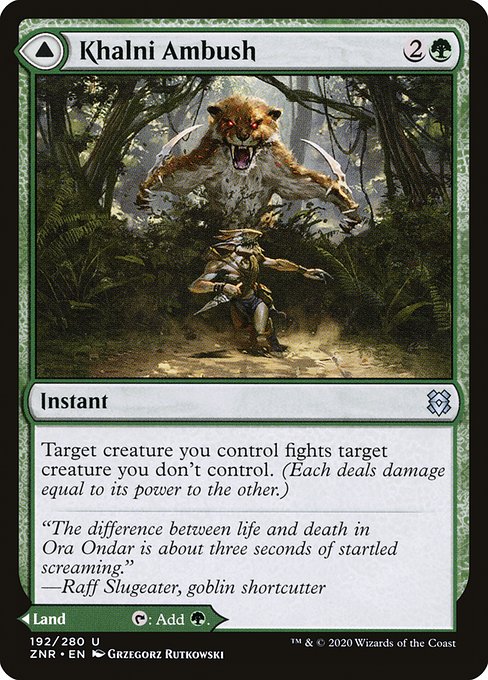 Khalni Ambush 2
Instant
Target creature you control fights target
creature you don't control. (Each deals damage
equal to its power to the other.)
"The difference between life and death in
Ora Ondar is about three seconds of startled
screaming."
—Raff Slugeater, goblin shortcutter
Land : Add .
192/280 U
ZNR • EN Grzegorz Rutkowski
™ & © 2020 Wizards of the Coast